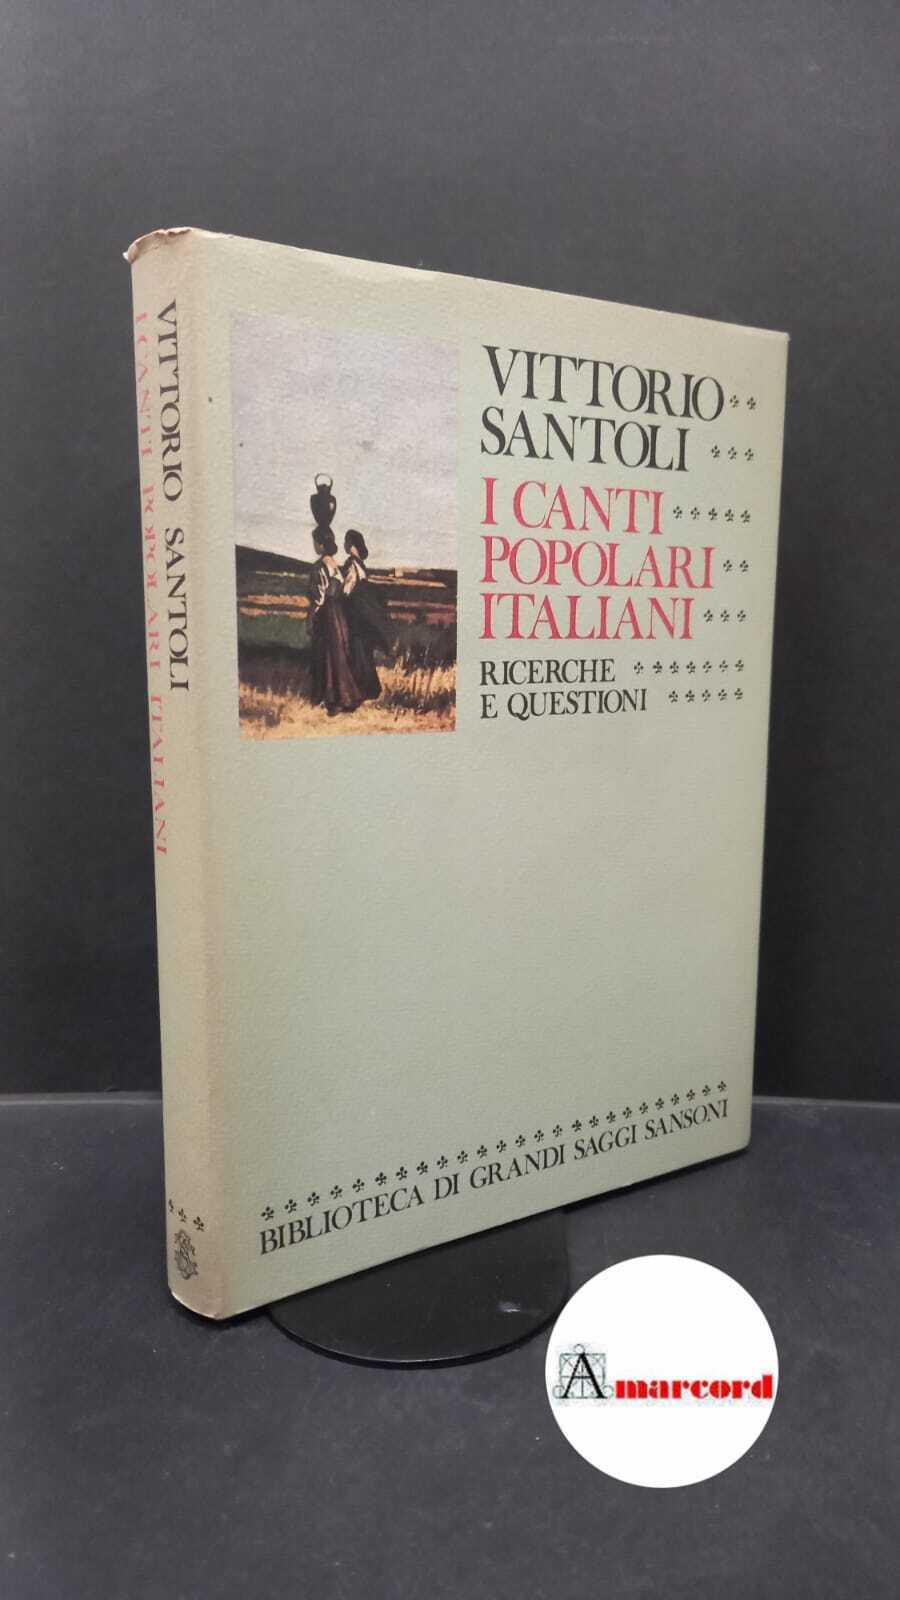 VITTORIO SANTOLI
I CANTI POPOLARI ITALIANI
VITTORIO
SANTOLI
I CANTI
POPOLARI
ITALIANI
RICERCHE
E QUESTIONI
BIBLIOTECA DI GRANDI SAGGI SANSONI
Amarcord